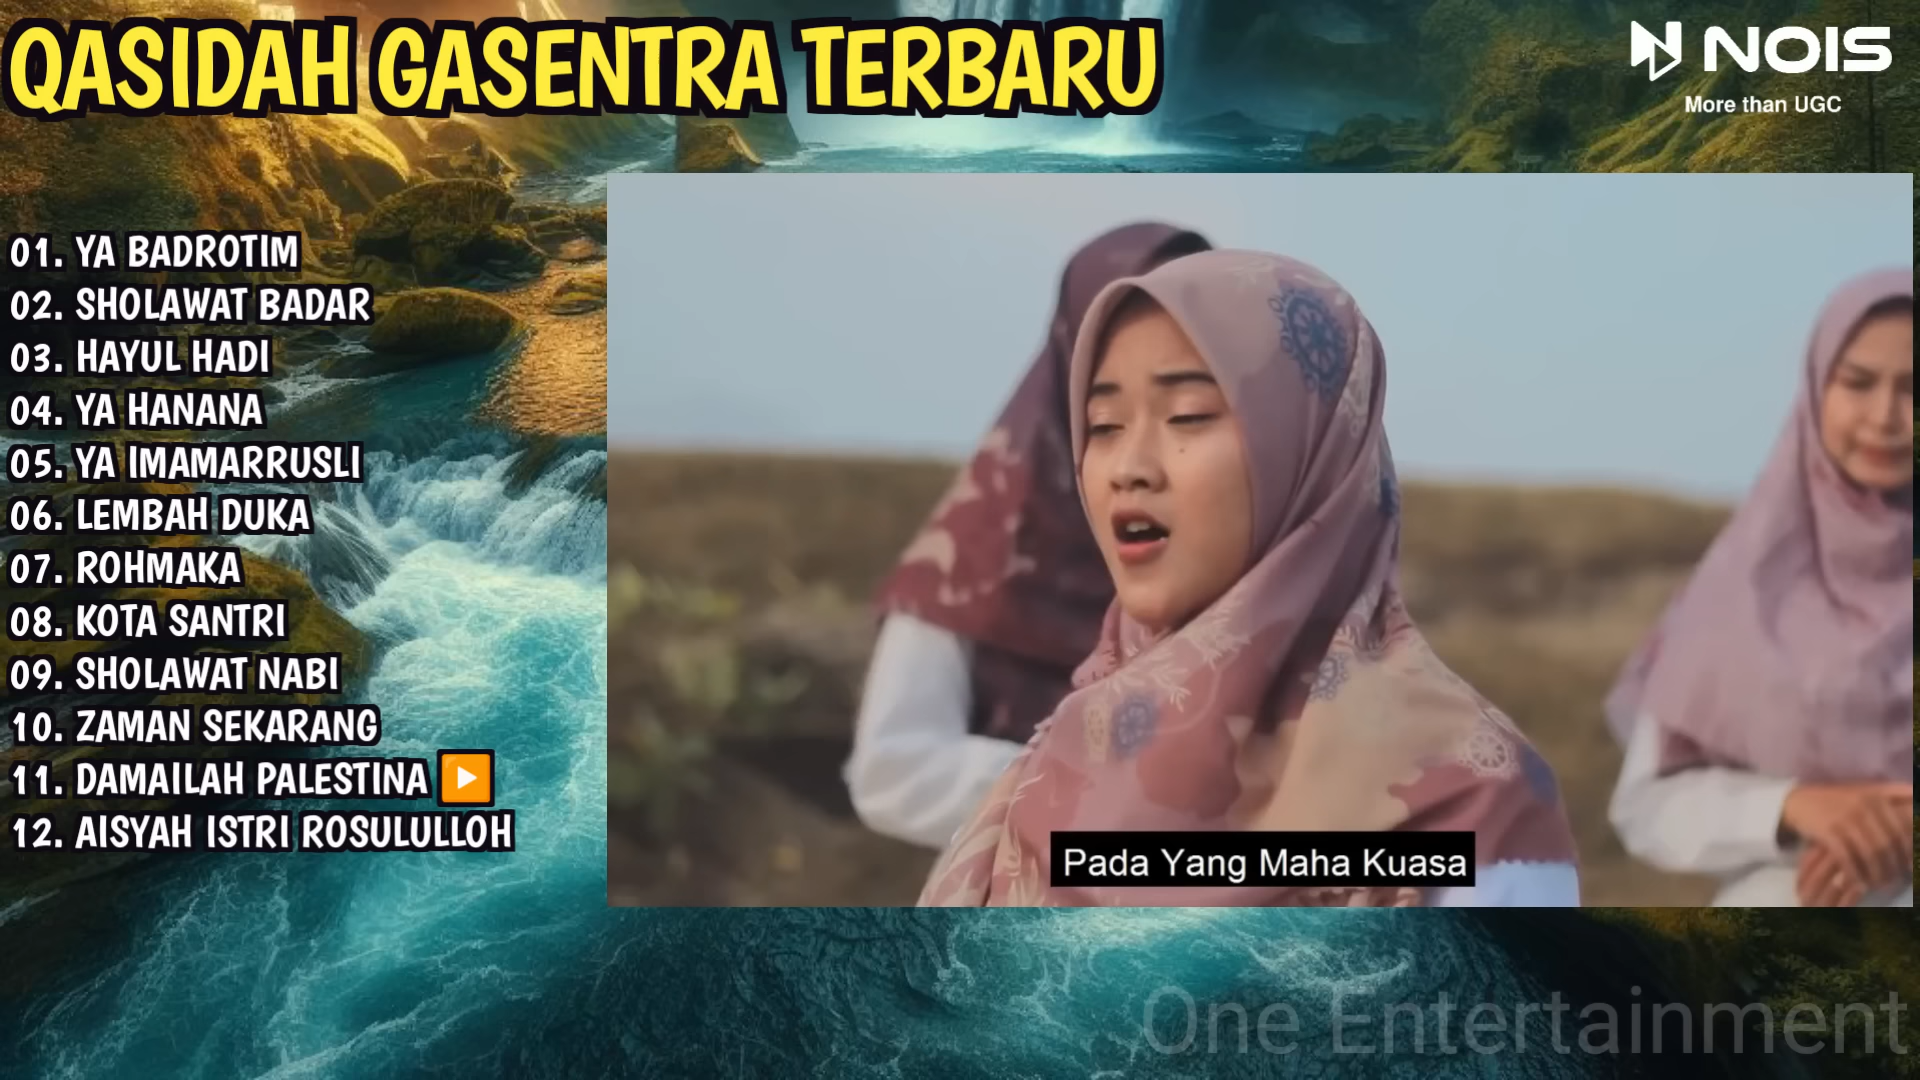 QASIDAH GASENTRA TERBARU
NOIS
More than UGC
01. YA BADROTIM
02. SHOLAWAT BADAR
03. HAYUL HADI
04. YA HANANA
05. YA IMAMARRUSLI
06. LEMBAH DUKA
07. ROHMAKA
08. KOTA SANTRI
09. SHOLAWAT NABI
10. ZAMAN SEKARANG
11. DAMAILAH PALESTINA
12. AISYAH ISTRI ROSULULLOH
Pada Yang Maha Kuasa
One Entertainment